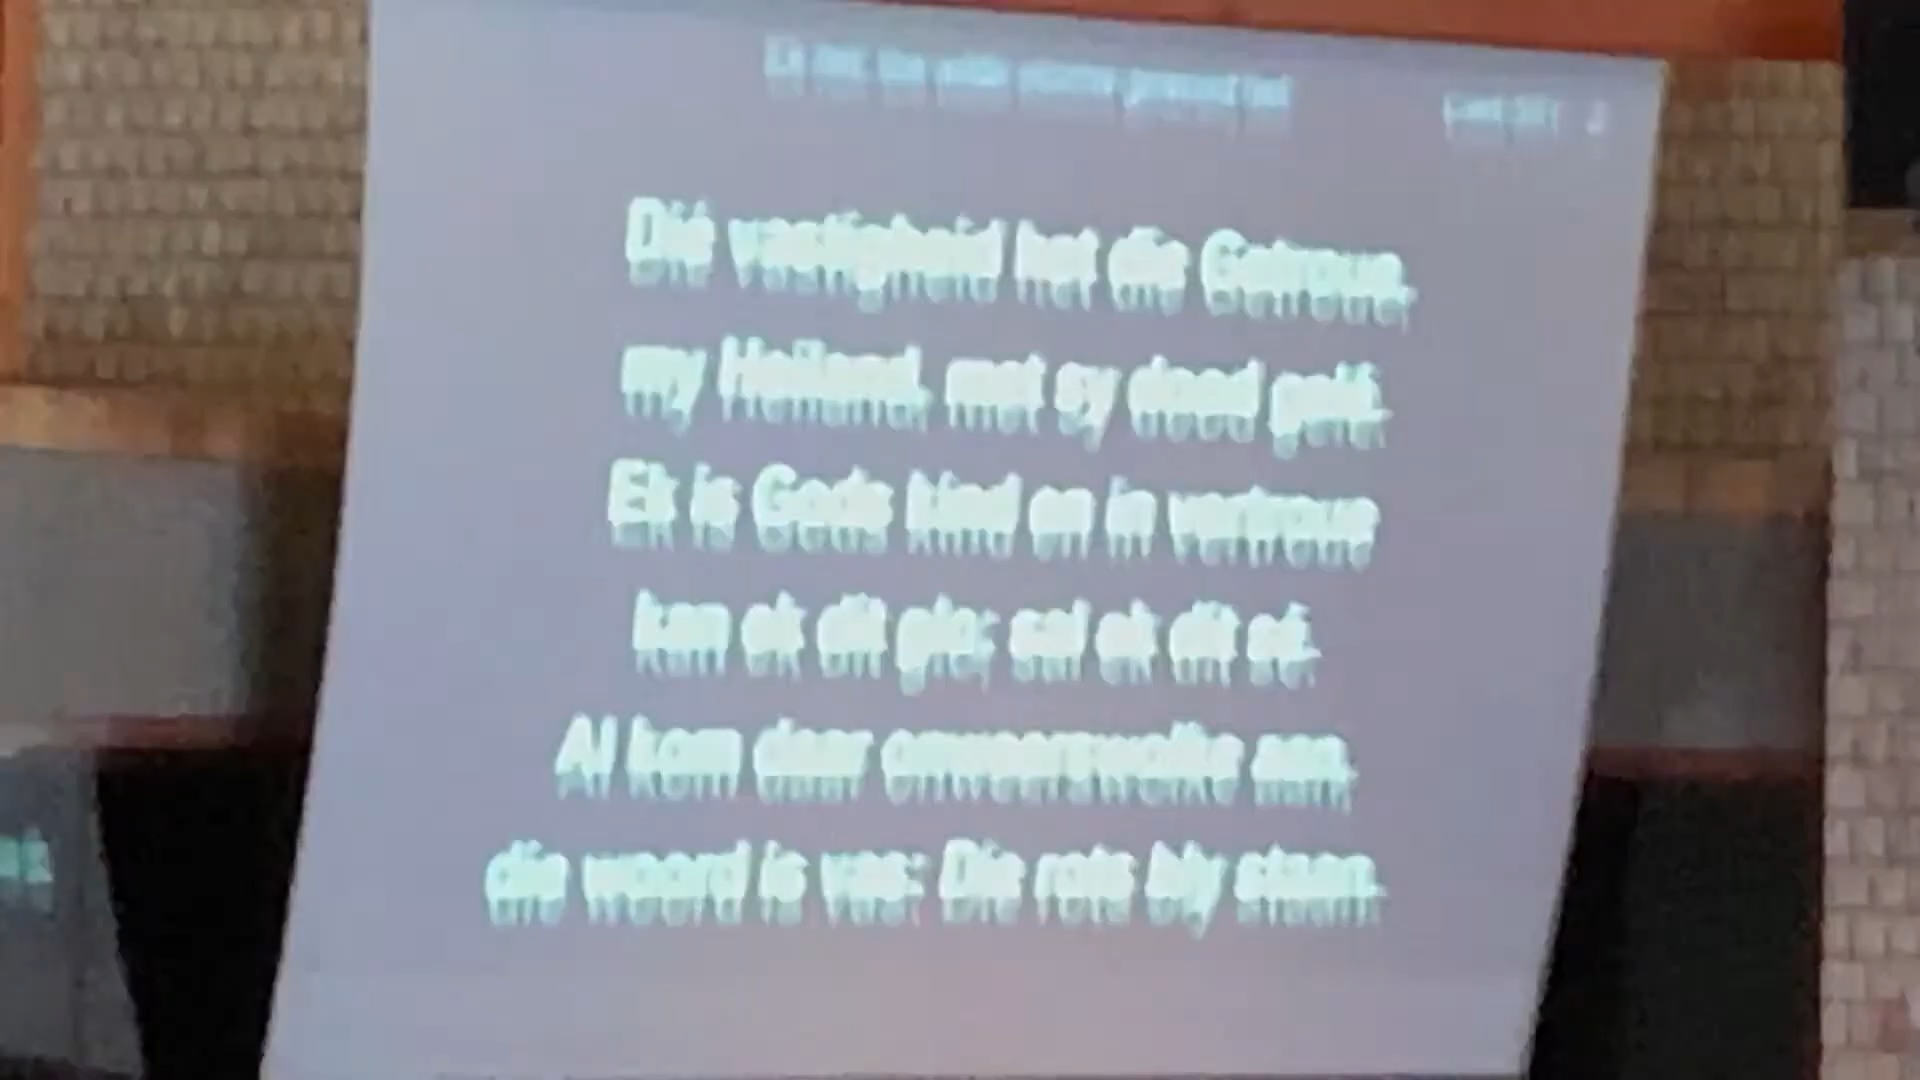 Dié vastigheid het die Getroue,
my Heiland, met sy dood gelê.
Ek is Gods kind en in vertroue
kan ek dit glo; sal ek dit sê.
Al kom daar onweerswolke aan,
die woord is vas: Die rots bly staan.